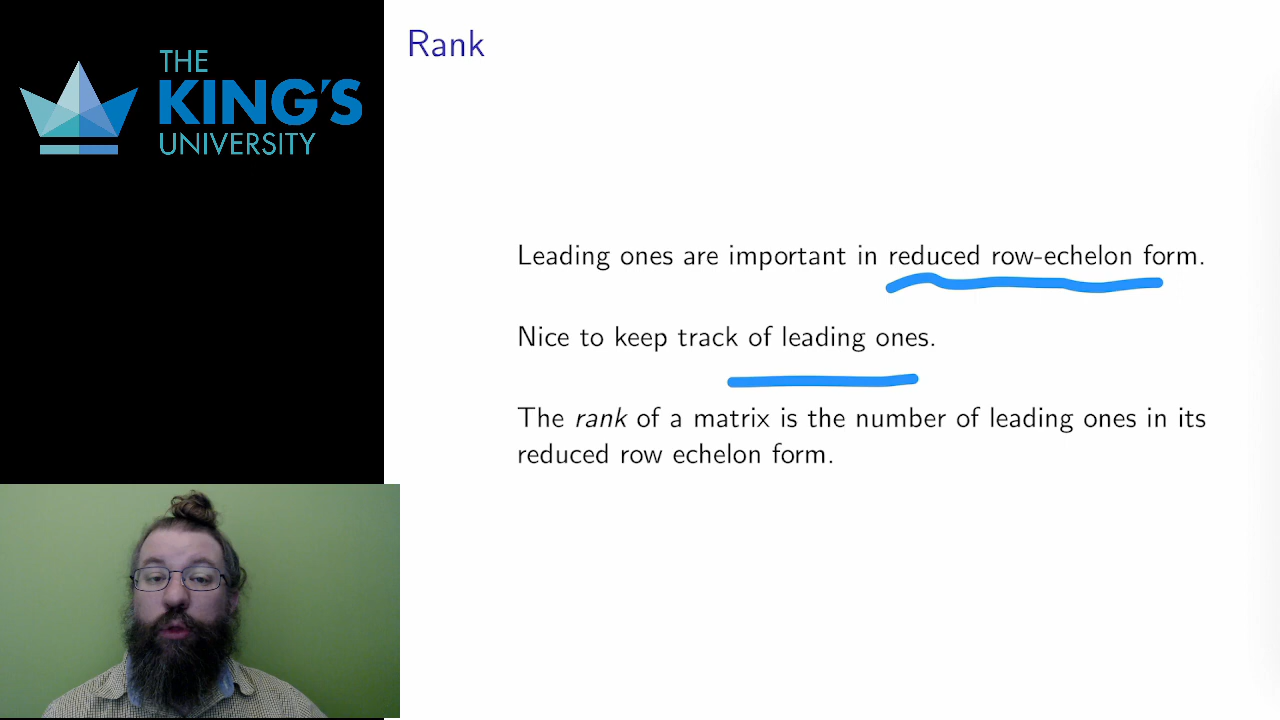 THE
KING'S
UNIVERSITY
Rank
Leading ones are important in reduced row-echelon form.
Nice to keep track of leading ones.
The rank of a matrix is the number of leading ones in its
reduced row echelon form.